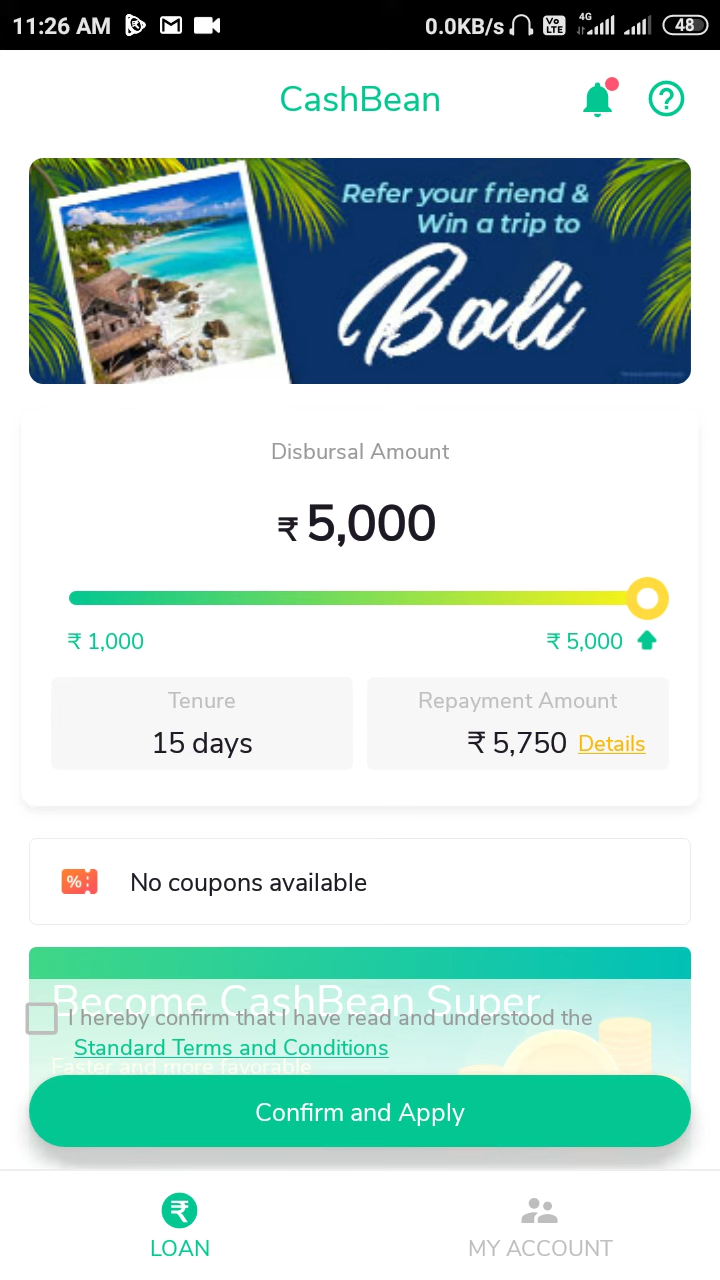 11:26 AM 0.0KB/s Vo LTE 4G 48
CashBean
Refer your friend &
Win a trip to
Bali
Disbursal Amount
₹ 5,000
₹ 1,000 ₹ 5,000
Tenure Repayment Amount
15 days ₹ 5,750 Details
% No coupons available
Become CashBean Super
I hereby confirm that I have read and understood the
Standard Terms and Conditions
Faster and more favorable
Confirm and Apply
LOAN MY ACCOUNT